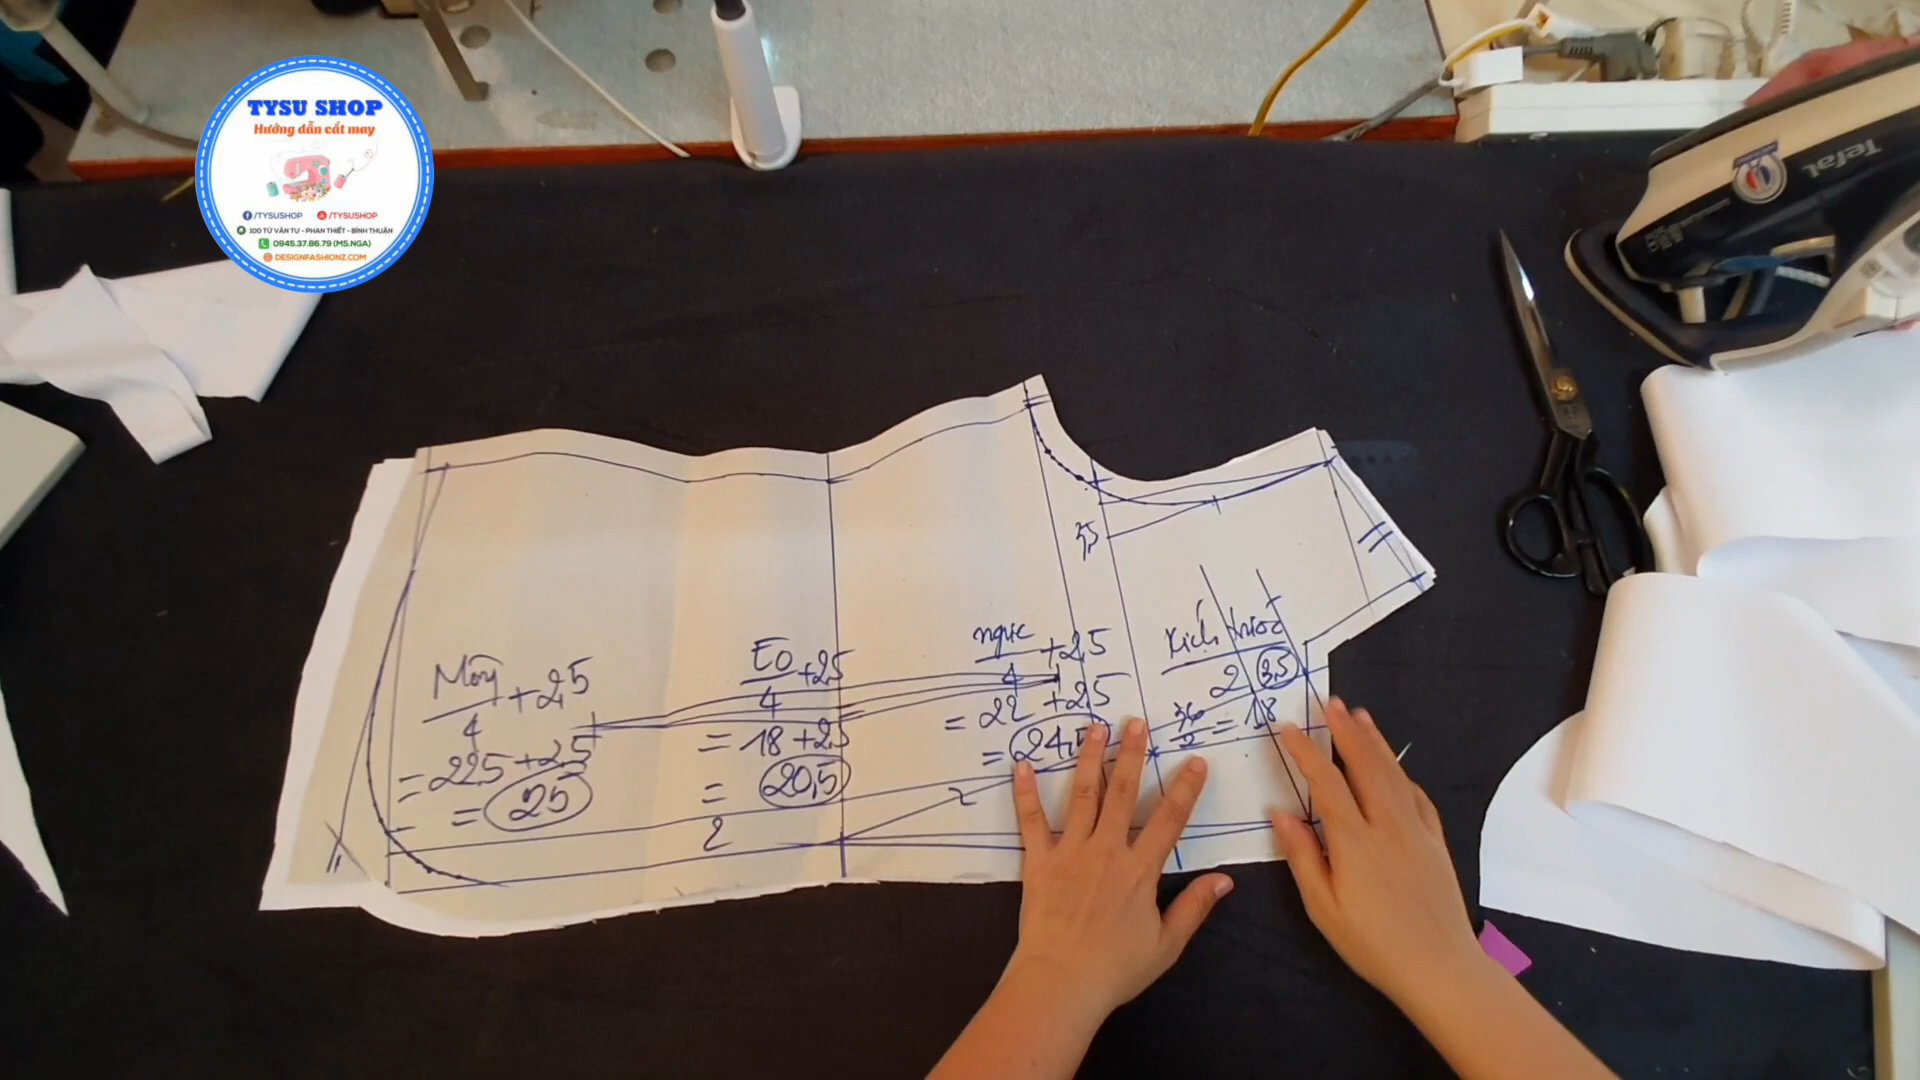 TYSU SHOP
Hướng dẫn cắt may
/TYSUSHOP /TYSUSHOP
100 TỪ VĂN TƯ - PHAN THIẾT - BÌNH THUẬN
0945.37.86.79 (MS.NGA)
DESIGNFASHIONZ.COM
Tefal
3,5
Mông/4 + 2,5
= 22,5 + 2,5
= 25
Eo/4 + 2,5
= 18 + 2,5
= 20,5
2
ngực/4 + 2,5
= 22 + 2,5
= 24,5
2
2 3,5
36/2 = 18